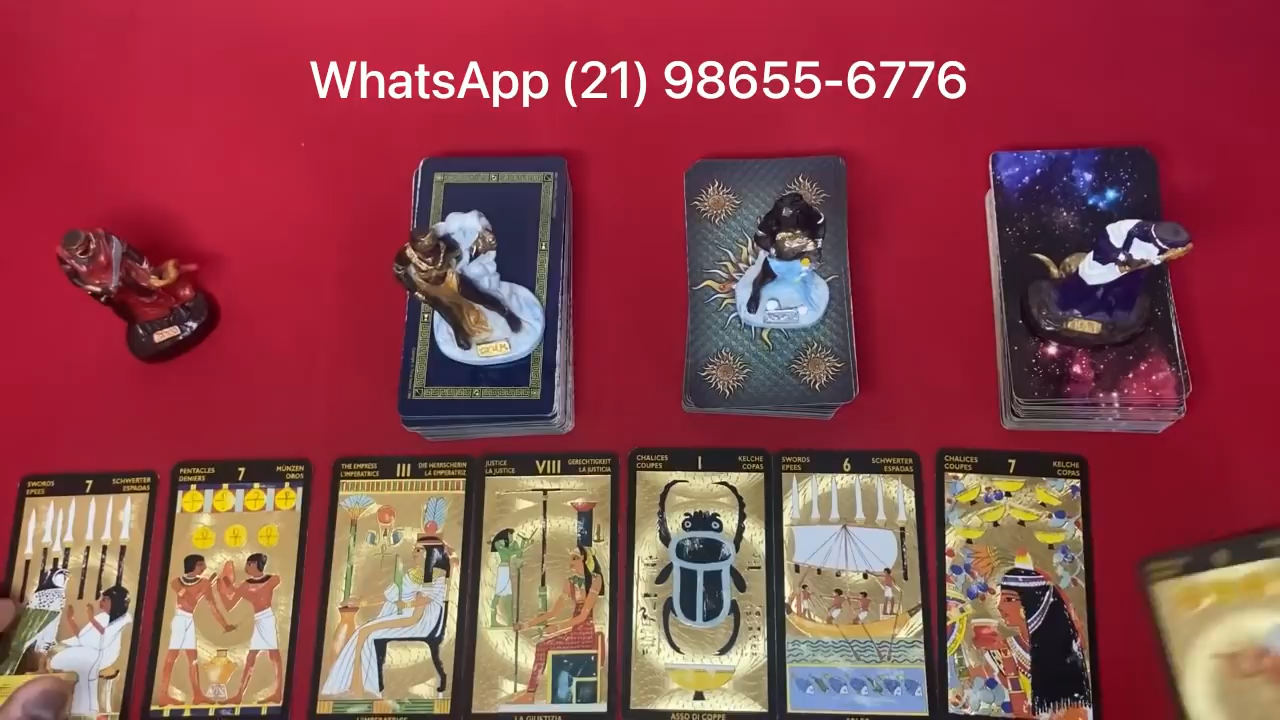 WhatsApp (21) 98655-6776
SWORDS
EPEES
7
SCHWERTER
ESPADAS
PENTACLES
DENIERS
7
MÜNZEN
OROS
THE EMPRESS
L'IMPERATRICE
III
DIE HERRSCHERIN
LA EMPERATRIZ
JUSTICE
LA JUSTICE
VIII
GERECHTIGKEIT
LA JUSTICIA
CHALICES
COUPES
I
KELCHE
COPAS
SWORDS
EPEES
6
SCHWERTER
ESPADAS
CHALICES
COUPES
7
KELCHE
COPAS
L'IMPERATRICE
LA GIUSTIZIA
ASSO DI COPPE